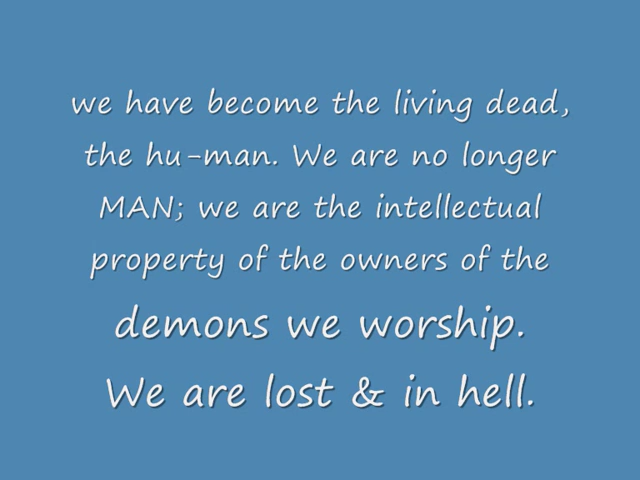 we have become the living dead,
the hu-man. We are no longer
MAN; we are the intellectual
property of the owners of the
demons we worship.
We are lost & in hell.